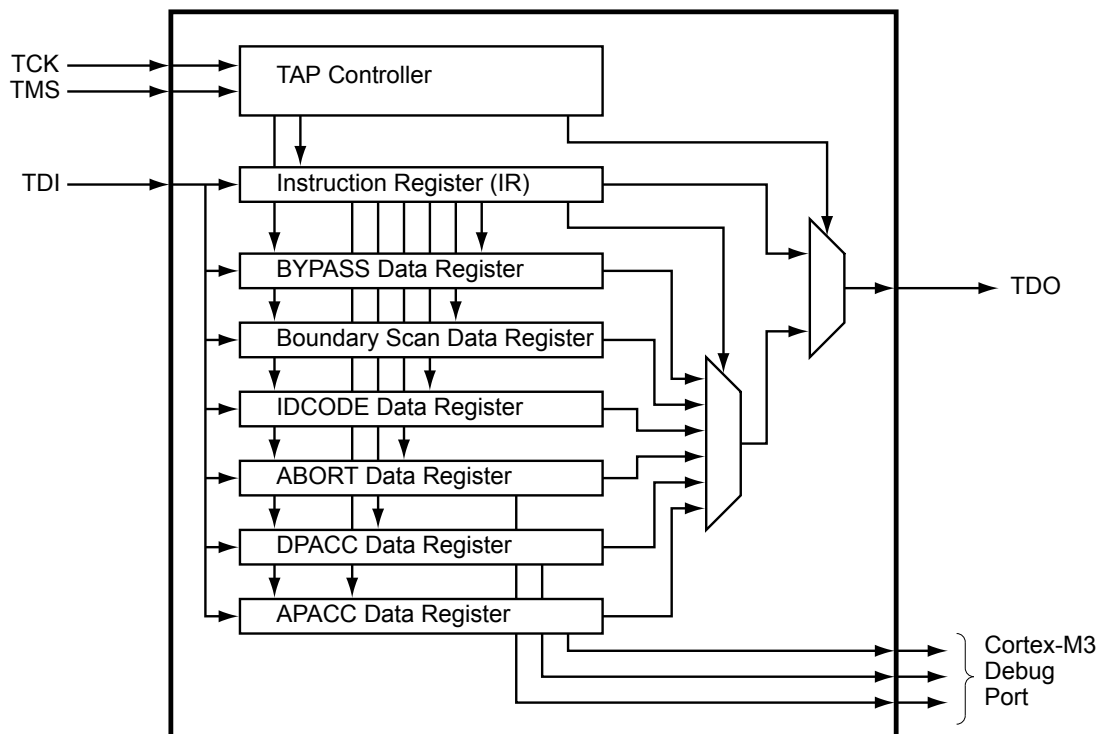 TCK
TMS
TAP Controller
TDI
Instruction Register (IR)
BYPASS Data Register
TDO
Boundary Scan Data Register
IDCODE Data Register
ABORT Data Register
DPACC Data Register
APACC Data Register
Cortex-M3
Debug
Port